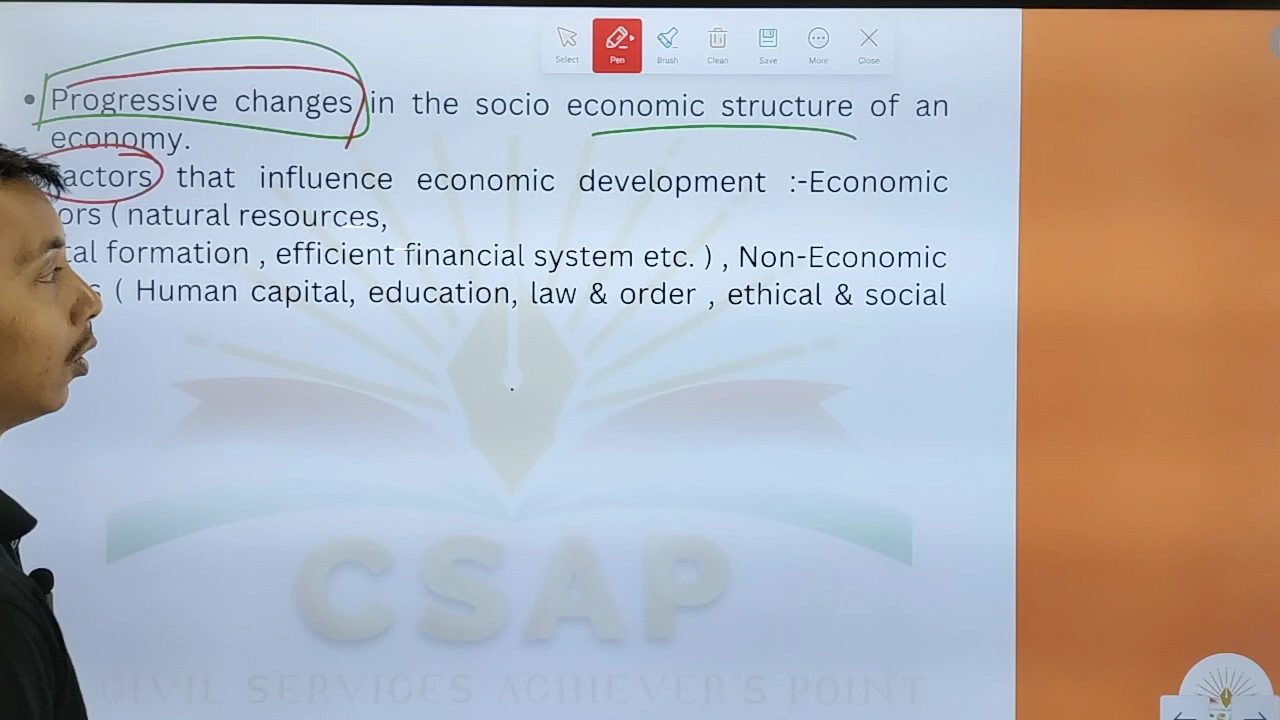 Select
Pen
Brush
Clean
Save
More
Close
• Progressive changes in the socio economic structure of an
economy.
actors that influence economic development :-Economic
ors ( natural resources,
tal formation , efficient financial system etc. ) , Non-Economic
s ( Human capital, education, law & order , ethical & social
CSAP
CIVIL SERVICES ACHIEVER'S POINT